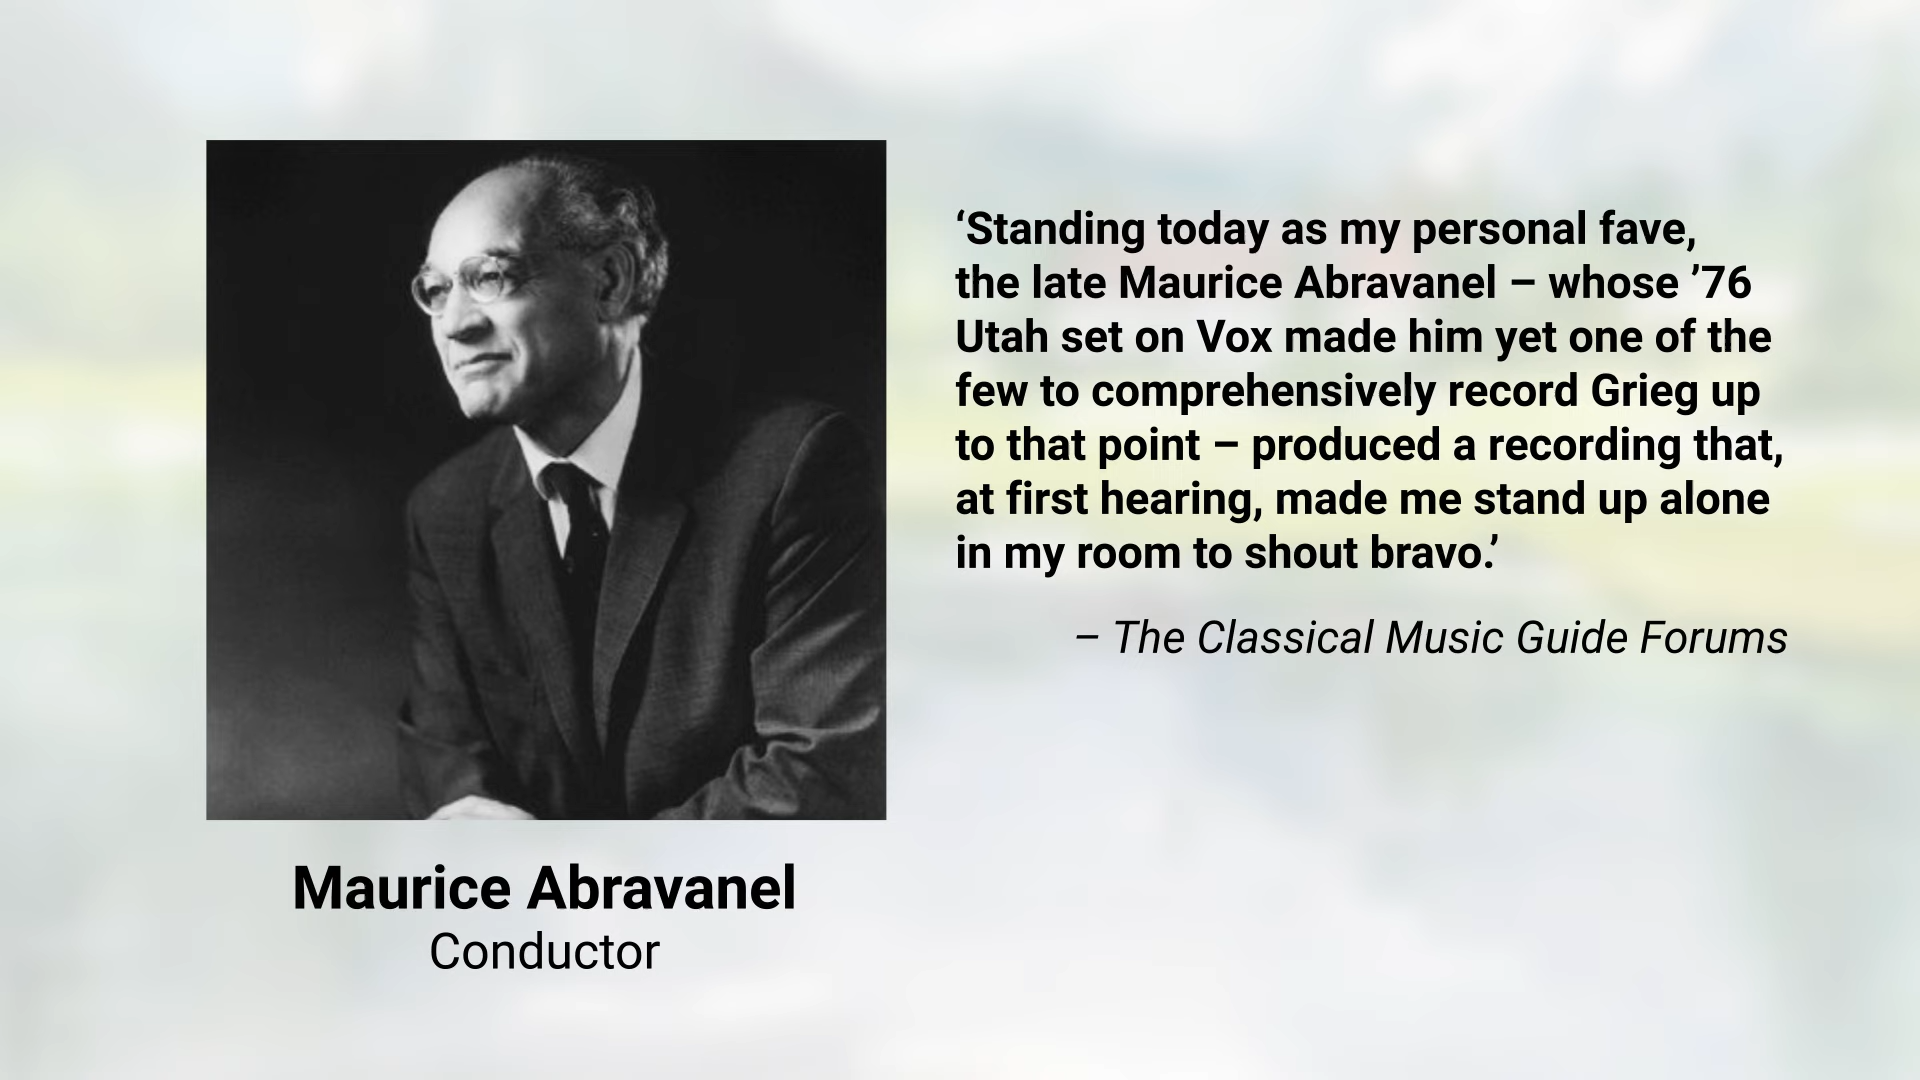 ‘Standing today as my personal fave,
the late Maurice Abravanel – whose ’76
Utah set on Vox made him yet one of the
few to comprehensively record Grieg up
to that point – produced a recording that,
at first hearing, made me stand up alone
in my room to shout bravo.’
– The Classical Music Guide Forums
Maurice Abravanel
Conductor